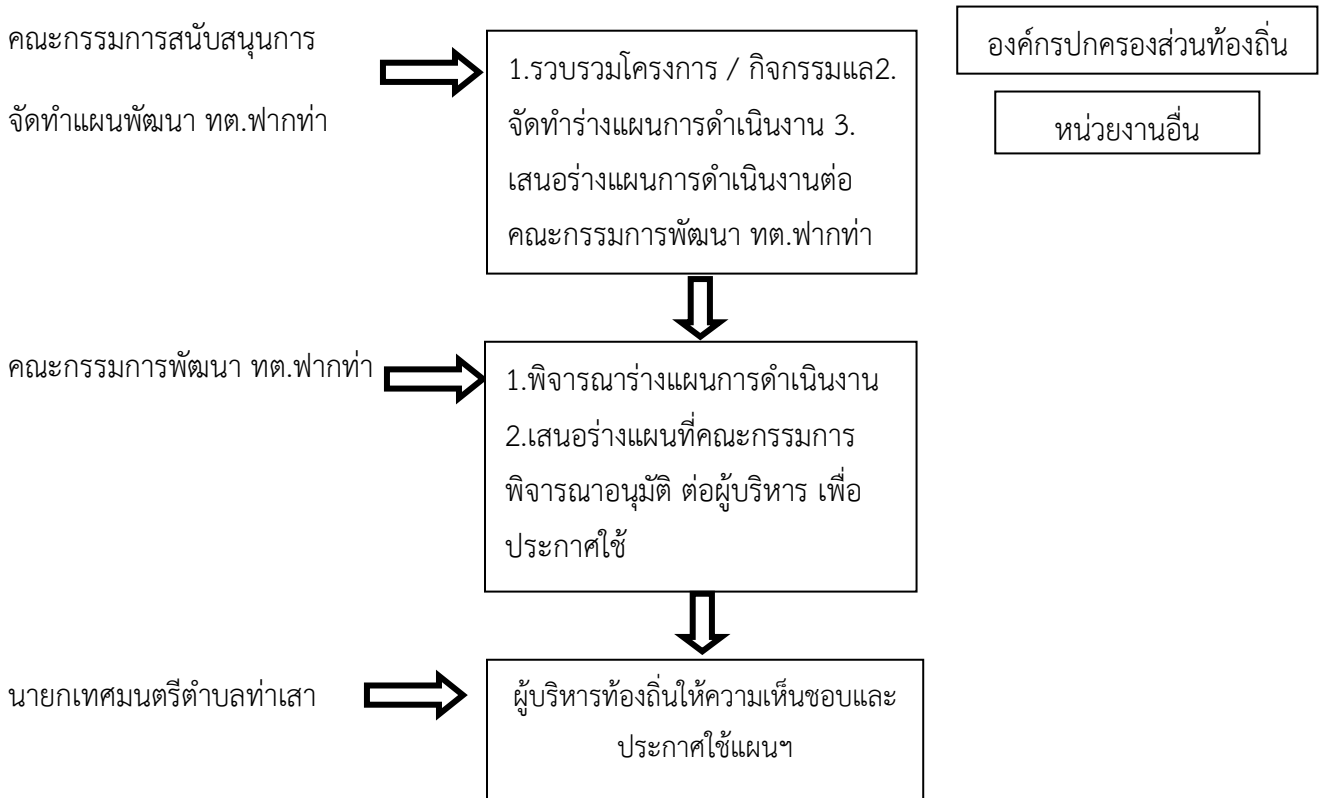 คณะกรรมการสนับสนุนการ
จัดทำแผนพัฒนา ทต.ฟากท่า
1.รวบรวมโครงการ / กิจกรรมแล2.
จัดทำร่างแผนการดำเนินงาน 3.
เสนอร่างแผนการดำเนินงานต่อ
คณะกรรมการพัฒนา ทต.ฟากท่า
องค์กรปกครองส่วนท้องถิ่น
หน่วยงานอื่น
คณะกรรมการพัฒนา ทต.ฟากท่า
1.พิจารณาร่างแผนการดำเนินงาน
2.เสนอร่างแผนที่คณะกรรมการ
พิจารณาอนุมัติ ต่อผู้บริหาร เพื่อ
ประกาศใช้
นายกเทศมนตรีตำบลท่าเสา
ผู้บริหารท้องถิ่นให้ความเห็นชอบและ
ประกาศใช้แผนฯ